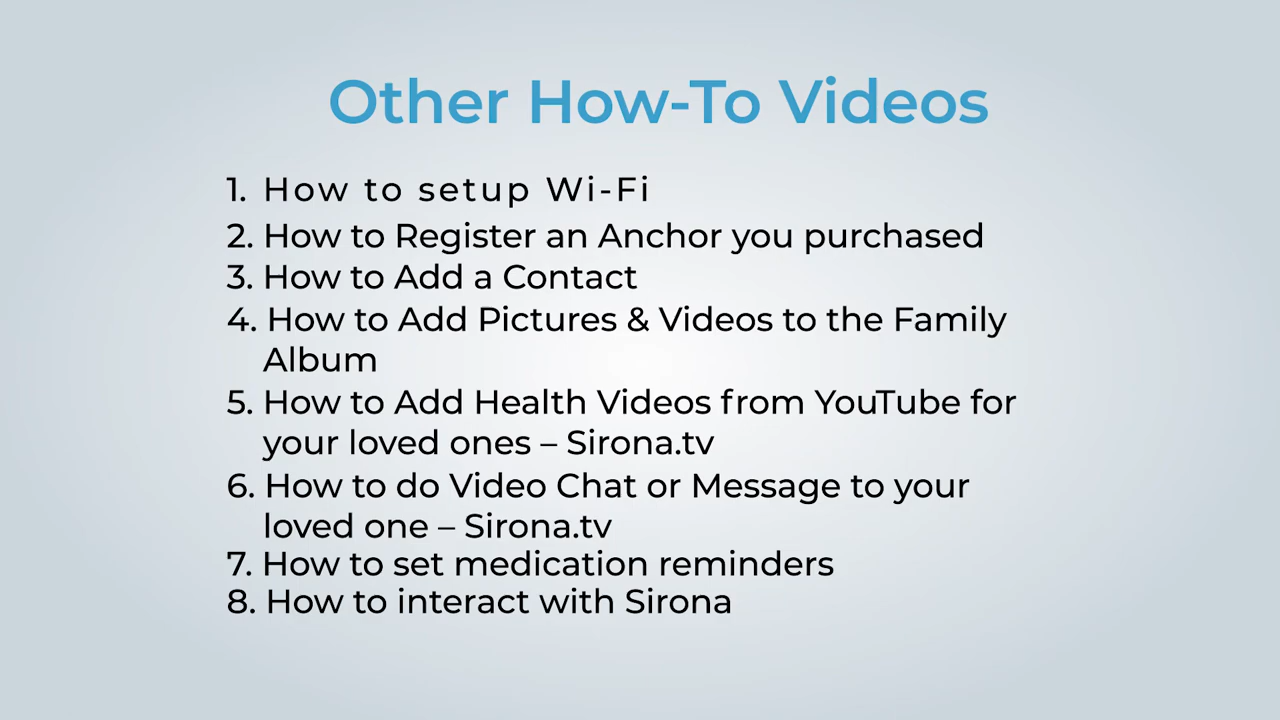 Other How-To Videos
1. How to setup Wi-Fi
2. How to Register an Anchor you purchased
3. How to Add a Contact
4. How to Add Pictures & Videos to the Family
Album
5. How to Add Health Videos from YouTube for
your loved ones – Sirona.tv
6. How to do Video Chat or Message to your
loved one – Sirona.tv
7. How to set medication reminders
8. How to interact with Sirona